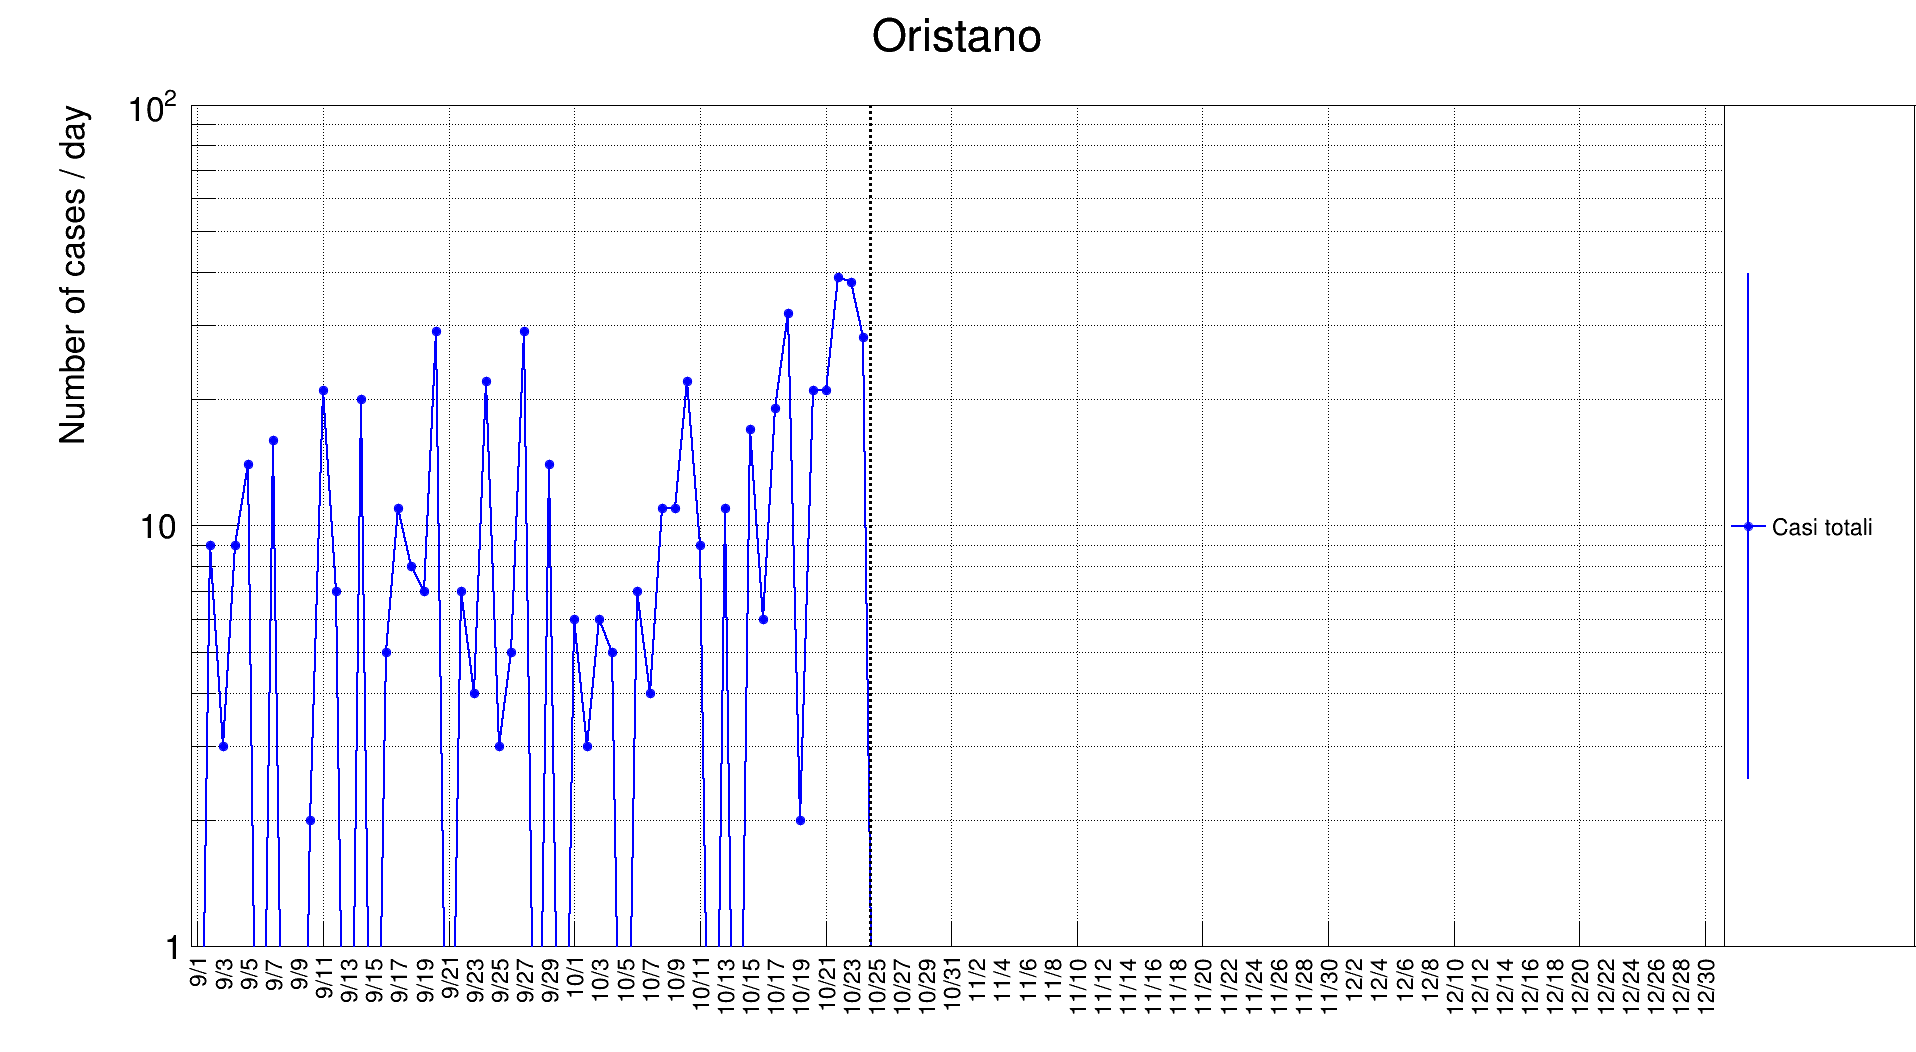 Oristano
Number of cases / day
10²
10
1
9/1 9/3 9/5 9/7 9/9 9/11 9/13 9/15 9/17 9/19 9/21 9/23 9/25 9/27 9/29 10/1 10/3 10/5 10/7 10/9 10/11 10/13 10/15 10/17 10/19 10/21 10/23 10/25 10/27 10/29 10/31 11/2 11/4 11/6 11/8 11/10 11/12 11/14 11/16 11/18 11/20 11/22 11/24 11/26 11/28 11/30 12/2 12/4 12/6 12/8 12/10 12/12 12/14 12/16 12/18 12/20 12/22 12/24 12/26 12/28 12/30
Casi totali